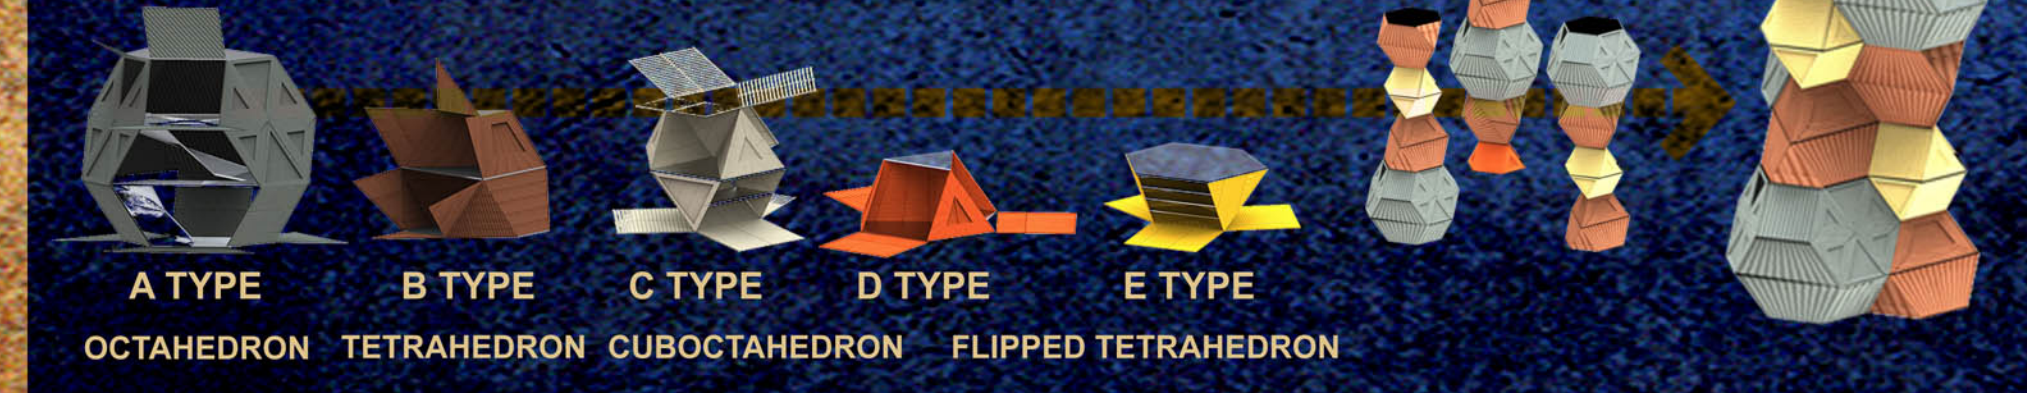 A TYPE B TYPE C TYPE D TYPE E TYPE
OCTAHEDRON TETRAHEDRON CUBOCTAHEDRON FLIPPED TETRAHEDRON